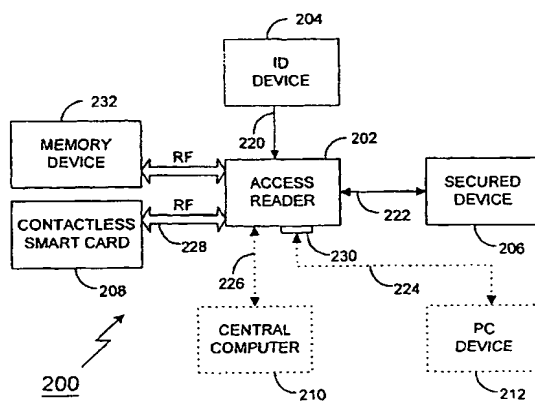 204
ID
DEVICE
232
220
202
MEMORY
DEVICE
RF
ACCESS
READER
SECURED
DEVICE
RF
222
CONTACTLESS
SMART CARD
228
230
206
208
226
224
CENTRAL
COMPUTER
PC
DEVICE
200
210
212